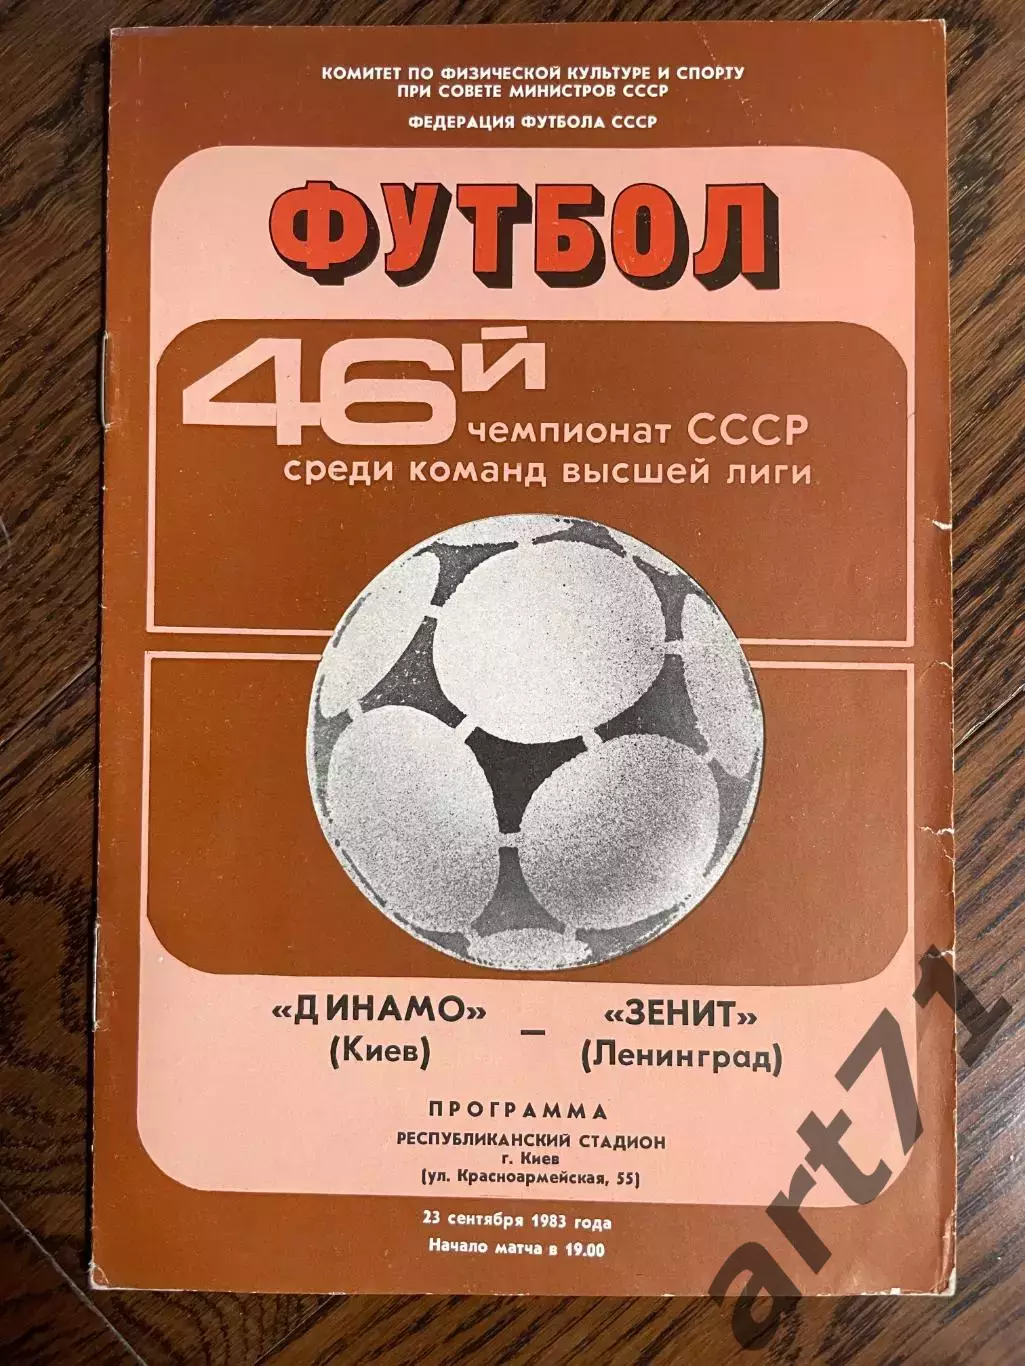 КОМИТЕТ ПО ФИЗИЧЕСКОЙ КУЛЬТУРЕ И СПОРТУ
ПРИ СОВЕТЕ МИНИСТРОВ СССР
ФЕДЕРАЦИЯ ФУТБОЛА СССР
ФУТБОЛ
46Й
чемпионат СССР
среди команд высшей лиги
«ДИНАМО» – «ЗЕНИТ»
(Киев) (Ленинград)
ПРОГРАММА
РЕСПУБЛИКАНСКИЙ СТАДИОН
г. Киев
(ул. Красноармейская, 55)
23 сентября 1983 года
Начало матча в 19.00
art71